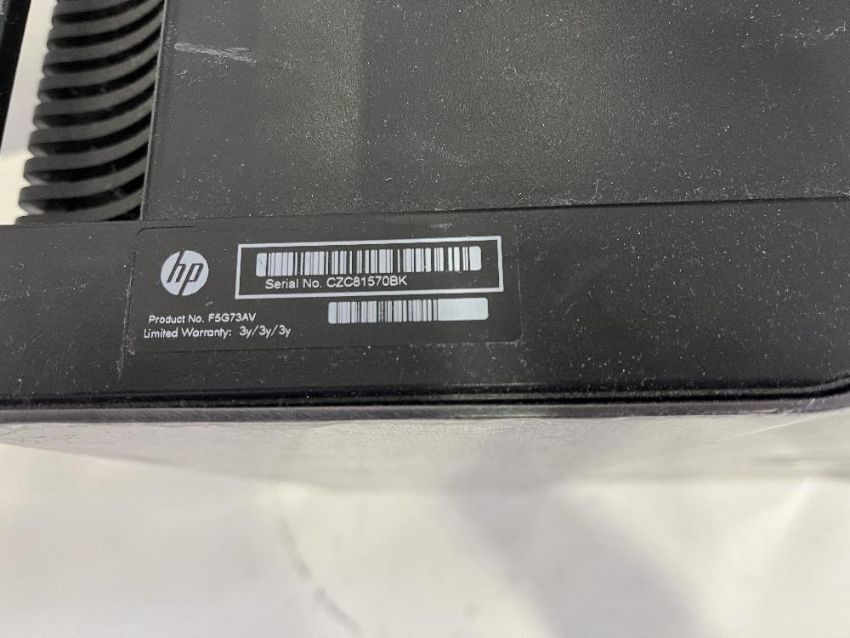 hp
Serial No. CZC81570BK
Product No. F5G73AV
Limited Warranty: 3y/3y/3y